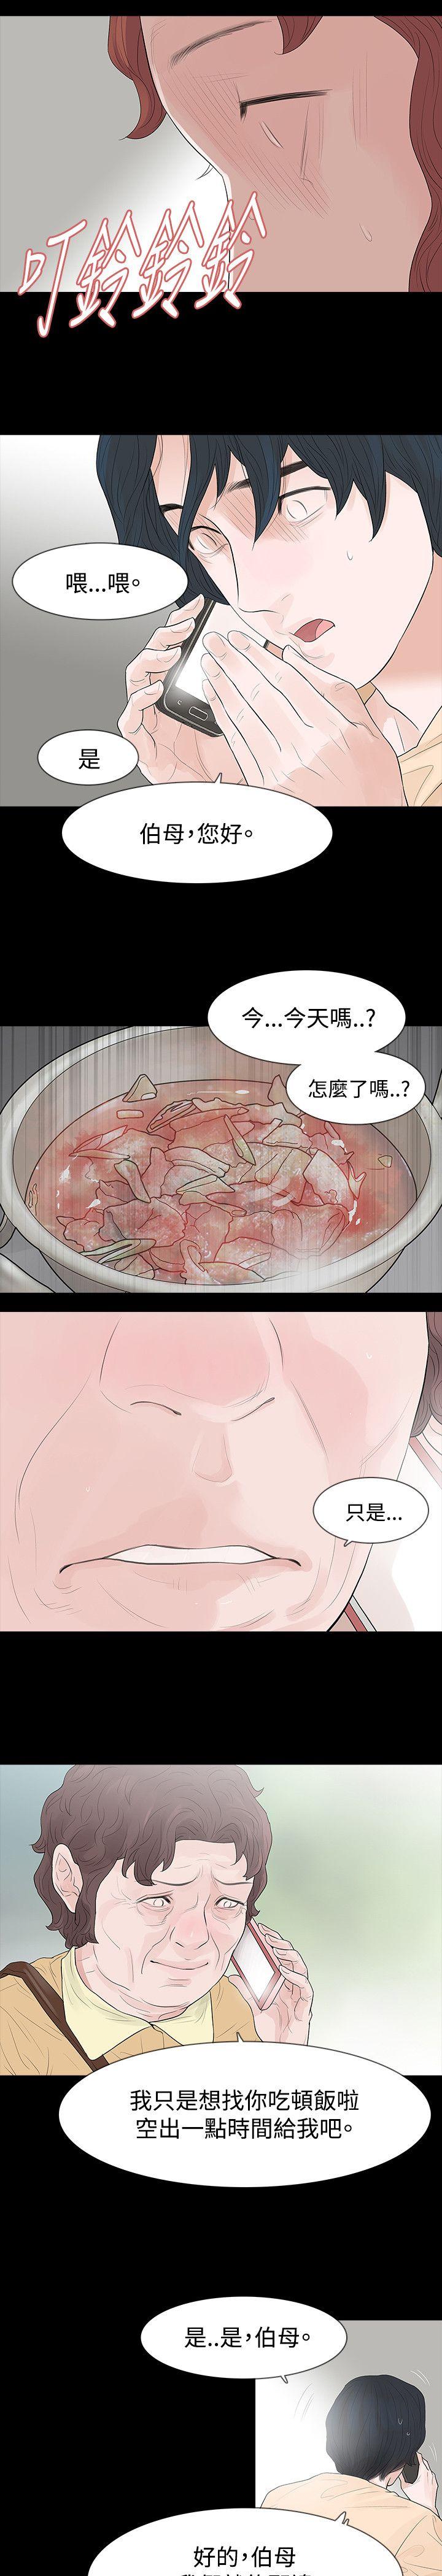 叮鈴鈴鈴
喂...喂。
是
伯母，您好。
今...今天嗎..?
怎麼了嗎..?
只是...
我只是想找你吃頓飯啦
空出一點時間給我吧。
是..是，伯母。
好的，伯母